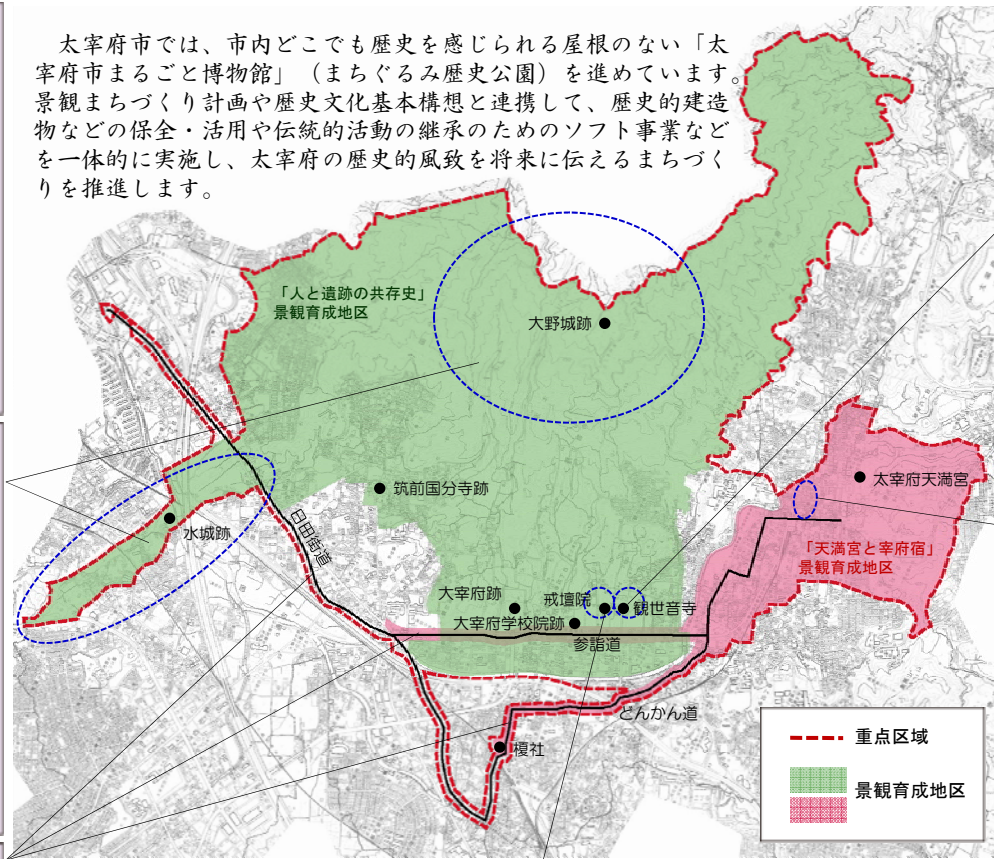 太宰府市では、市内どこでも歴史を感じられる屋根のない「太
宰府市まるごと博物館」（まちぐるみ歴史公園）を進めています。
景観まちづくり計画や歴史文化基本構想と連携して、歴史的建造
物などの保全・活用や伝統的活動の継承のためのソフト事業など
を一体的に実施し、太宰府の歴史的風致を将来に伝えるまちづく
りを推進します。
「人と遺跡の共存史」
景観育成地区
大野城跡
太宰府天満宮
筑前国分寺跡
水城跡
日田街道
「天満宮と宰府宿」
景観育成地区
大宰府跡
戒壇院
観世音寺
大宰府学校院跡
参詣道
どんかん道
榎社
重点区域
景観育成地区